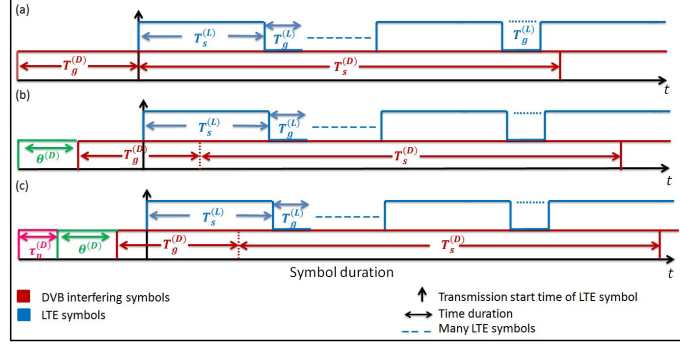 (a)
T_s^(L) T_g^(L) T_g^(L)
T_g^(D) T_s^(D)
t
(b)
T_s^(L) T_g^(L)
θ^(D) T_g^(D) T_s^(D)
t
(c)
T_s^(L) T_g^(L)
τ_n^(D) θ^(D) T_g^(D) T_s^(D)
t
Symbol duration
DVB interfering symbols
LTE symbols
Transmission start time of LTE symbol
Time duration
Many LTE symbols